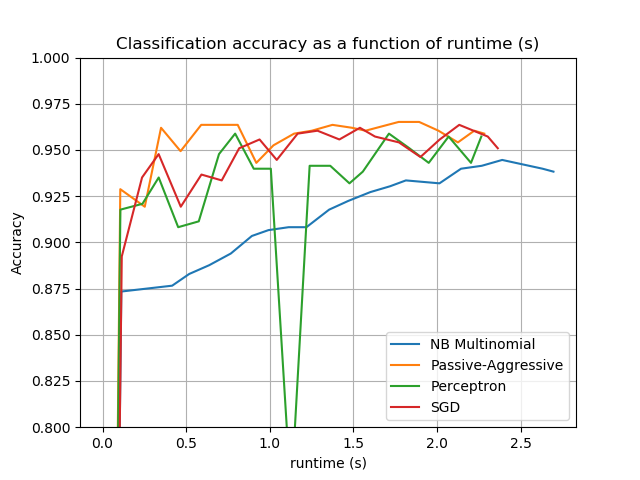 Classification accuracy as a function of runtime (s)
1.000
0.975
0.950
0.925
0.900
0.875
0.850
0.825
0.800
Accuracy
0.0 0.5 1.0 1.5 2.0 2.5
runtime (s)
NB Multinomial
Passive-Aggressive
Perceptron
SGD